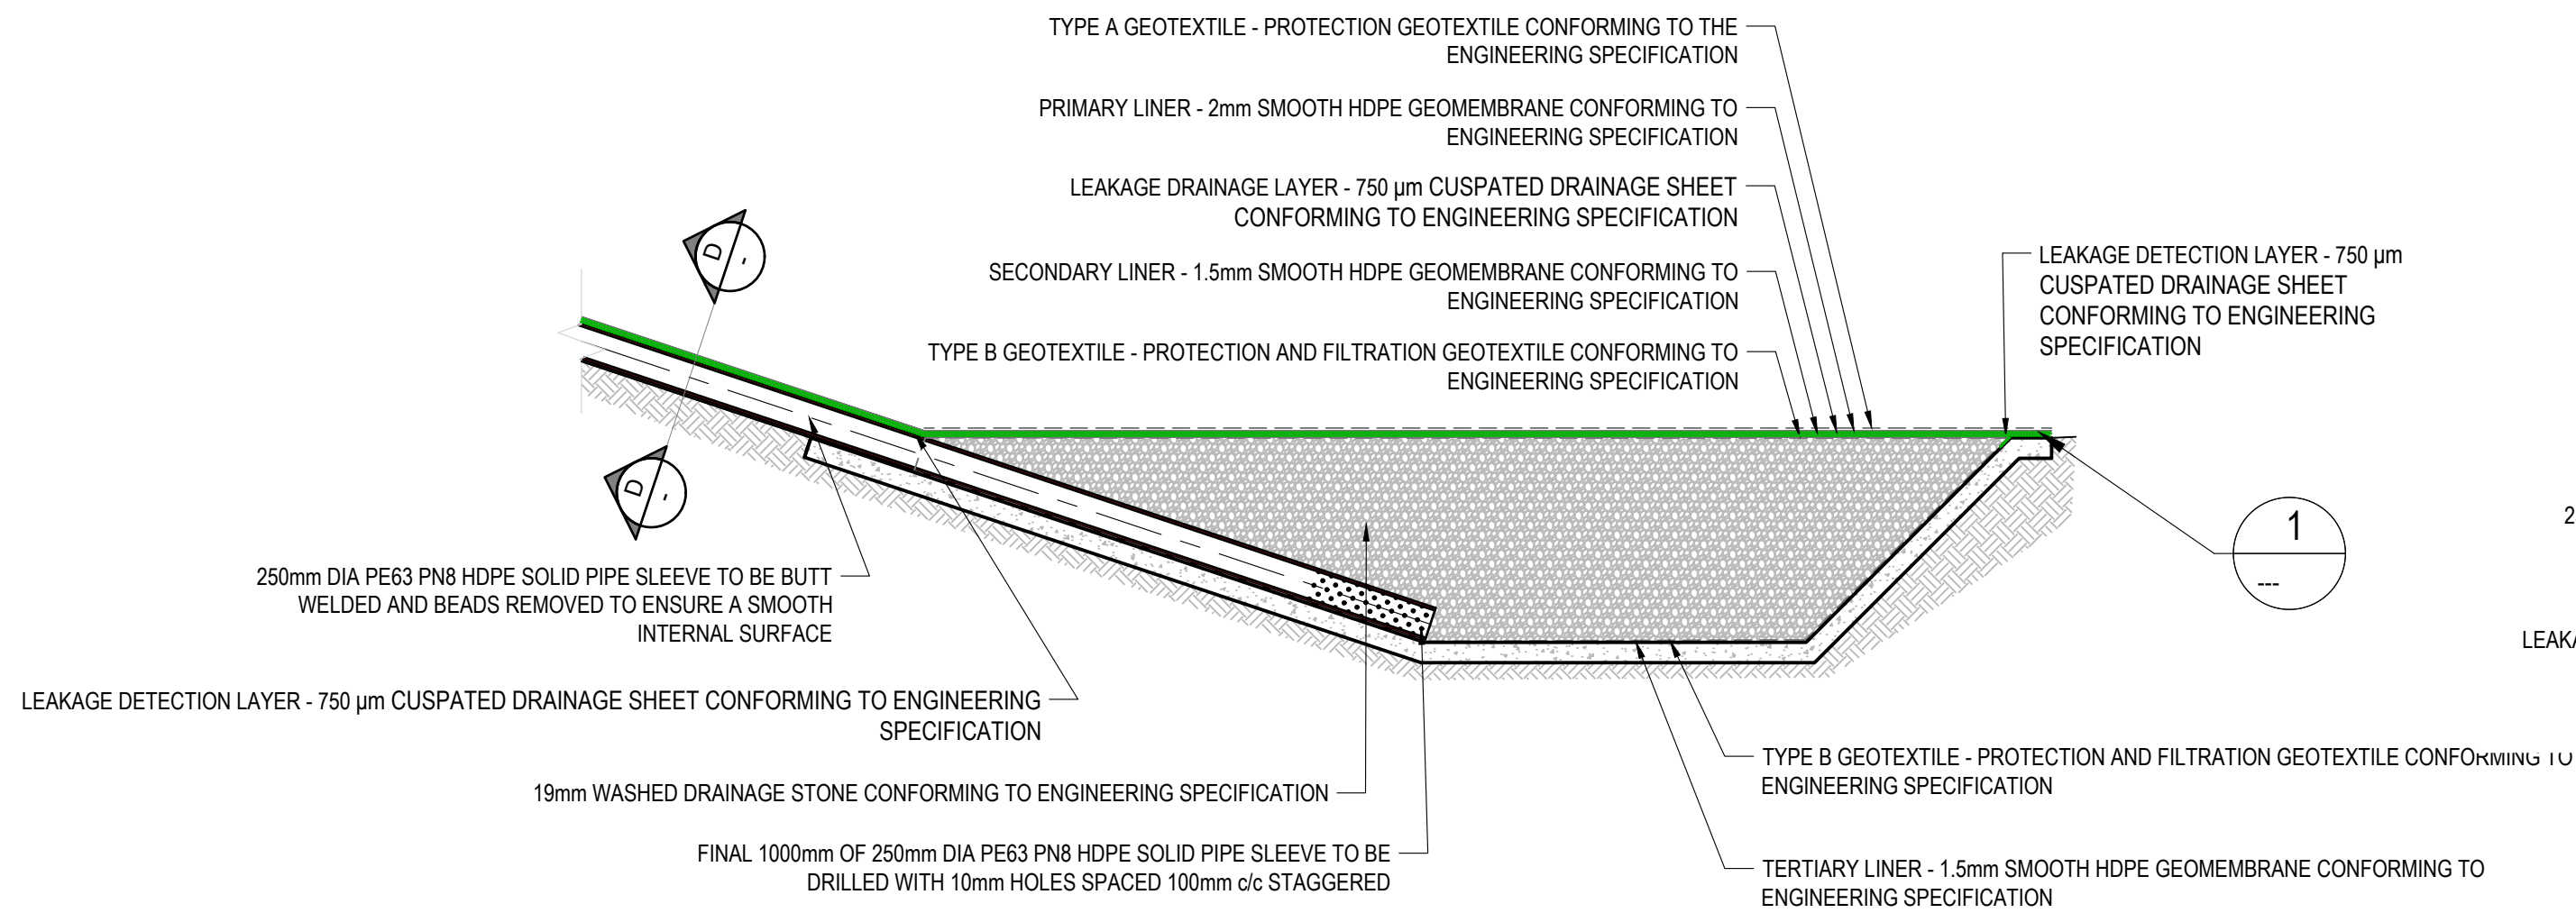 TYPE A GEOTEXTILE - PROTECTION GEOTEXTILE CONFORMING TO THE
ENGINEERING SPECIFICATION
PRIMARY LINER - 2mm SMOOTH HDPE GEOMEMBRANE CONFORMING TO
ENGINEERING SPECIFICATION
LEAKAGE DRAINAGE LAYER - 750 µm CUSPATED DRAINAGE SHEET
CONFORMING TO ENGINEERING SPECIFICATION
SECONDARY LINER - 1.5mm SMOOTH HDPE GEOMEMBRANE CONFORMING TO
ENGINEERING SPECIFICATION
TYPE B GEOTEXTILE - PROTECTION AND FILTRATION GEOTEXTILE CONFORMING TO
ENGINEERING SPECIFICATION
LEAKAGE DETECTION LAYER - 750 µm
CUSPATED DRAINAGE SHEET
CONFORMING TO ENGINEERING
SPECIFICATION
D
-
D
-
1
---
2
250mm DIA PE63 PN8 HDPE SOLID PIPE SLEEVE TO BE BUTT
WELDED AND BEADS REMOVED TO ENSURE A SMOOTH
INTERNAL SURFACE
LEAKAGE DETECTION LAYER - 750 µm CUSPATED DRAINAGE SHEET CONFORMING TO ENGINEERING
SPECIFICATION
19mm WASHED DRAINAGE STONE CONFORMING TO ENGINEERING SPECIFICATION
FINAL 1000mm OF 250mm DIA PE63 PN8 HDPE SOLID PIPE SLEEVE TO BE
DRILLED WITH 10mm HOLES SPACED 100mm c/c STAGGERED
TYPE B GEOTEXTILE - PROTECTION AND FILTRATION GEOTEXTILE CONFORMING TO
ENGINEERING SPECIFICATION
TERTIARY LINER - 1.5mm SMOOTH HDPE GEOMEMBRANE CONFORMING TO
ENGINEERING SPECIFICATION